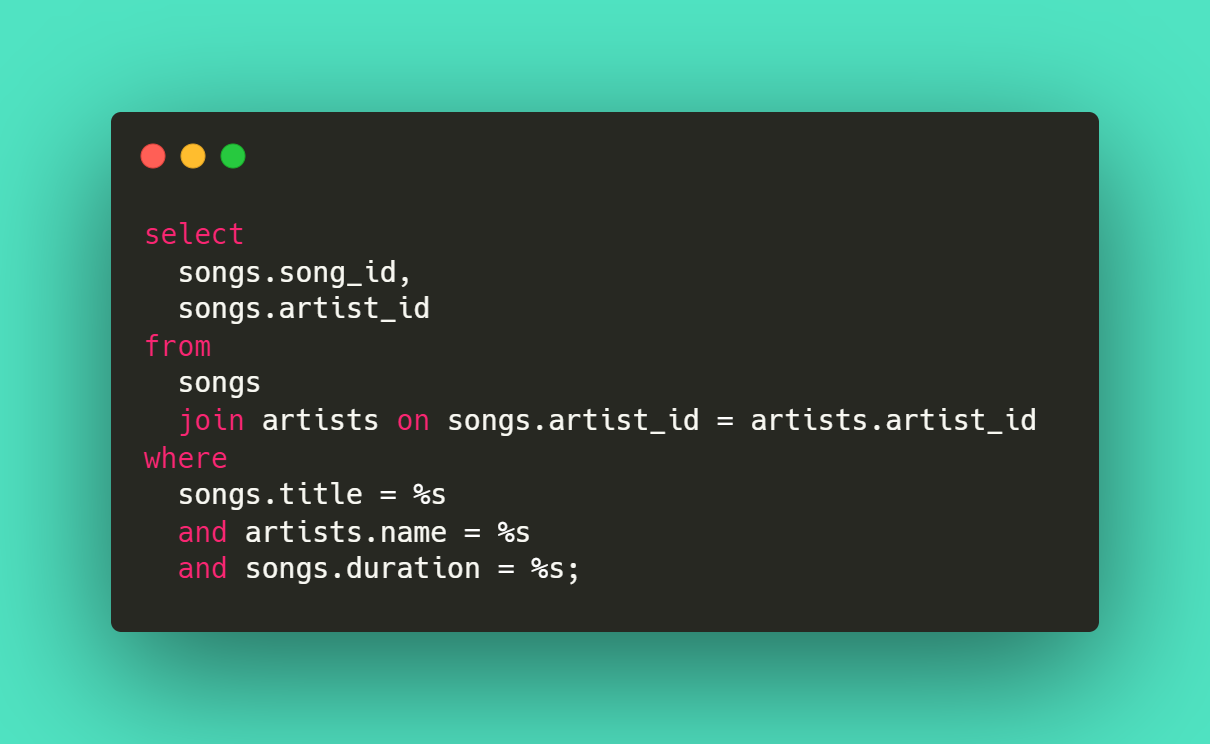 select
  songs.song_id,
  songs.artist_id
from
  songs
  join artists on songs.artist_id = artists.artist_id
where
  songs.title = %s
  and artists.name = %s
  and songs.duration = %s;